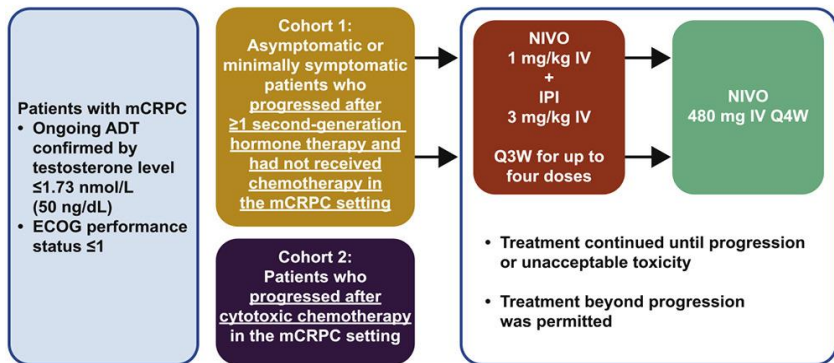 Patients with mCRPC
• Ongoing ADT
confirmed by
testosterone level
≤1.73 nmol/L
(50 ng/dL)
• ECOG performance
status ≤1
Cohort 1:
Asymptomatic or
minimally symptomatic
patients who
progressed after
≥1 second-generation
hormone therapy and
had not received
chemotherapy in
the mCRPC setting
Cohort 2:
Patients who
progressed after
cytotoxic chemotherapy
in the mCRPC setting
NIVO
1 mg/kg IV
+
IPI
3 mg/kg IV
Q3W for up to
four doses
NIVO
480 mg IV Q4W
• Treatment continued until progression
or unacceptable toxicity
• Treatment beyond progression
was permitted